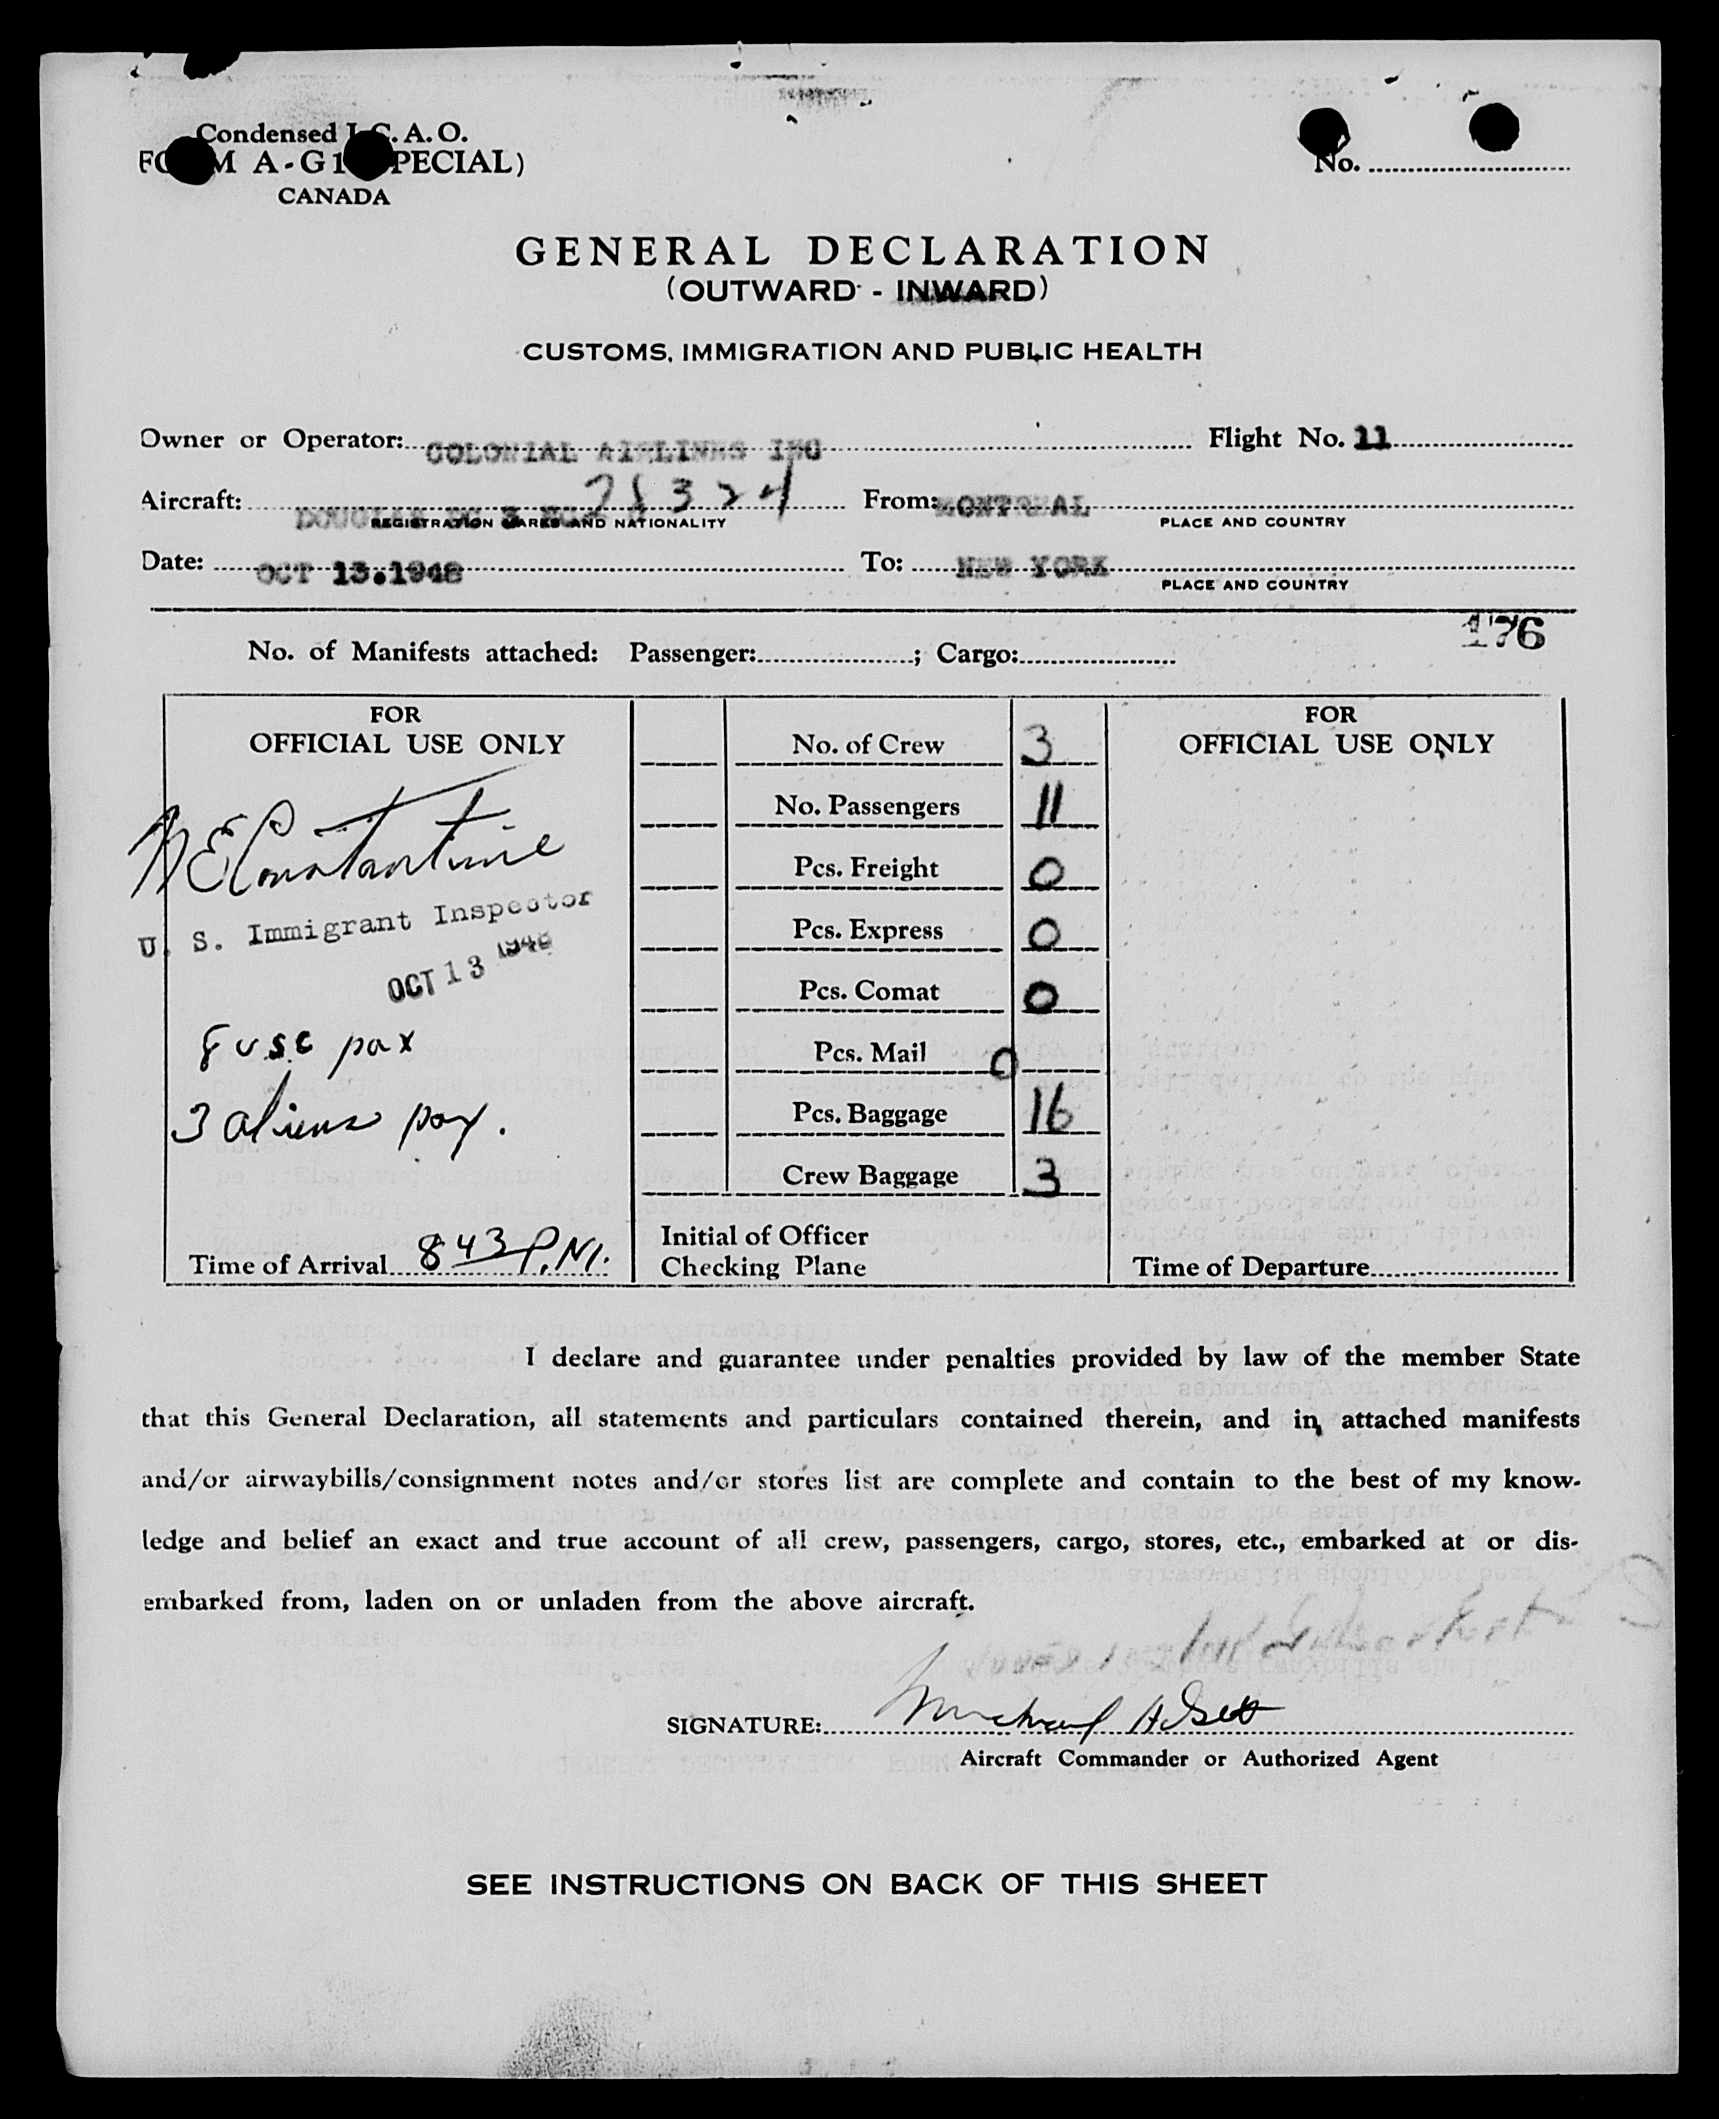 Condensed I.C.A.O.
FORM A-G1 (SPECIAL)
CANADA
No.
GENERAL DECLARATION
(OUTWARD - INWARD)
CUSTOMS, IMMIGRATION AND PUBLIC HEALTH
Owner or Operator: COLONIAL AIRLINES INC Flight No. 11
Aircraft: DOUGLAS DC 3 78324 From: MONTREAL
REGISTRATION MARKS AND NATIONALITY PLACE AND COUNTRY
Date: OCT 13.1948 To: NEW YORK
PLACE AND COUNTRY
176
No. of Manifests attached: Passenger: ; Cargo:
FOR
OFFICIAL USE ONLY
N E Constantine
U. S. Immigrant Inspector
OCT 13 1948
8 USC pax
3 aliens pax.
Time of Arrival 843 P.M.
No. of Crew 3
No. Passengers 11
Pcs. Freight 0
Pcs. Express 0
Pcs. Comat 0
Pcs. Mail 0
Pcs. Baggage 16
Crew Baggage 3
Initial of Officer
Checking Plane
FOR
OFFICIAL USE ONLY
Time of Departure
I declare and guarantee under penalties provided by law of the member State
that this General Declaration, all statements and particulars contained therein, and in attached manifests
and/or airwaybills/consignment notes and/or stores list are complete and contain to the best of my know-
ledge and belief an exact and true account of all crew, passengers, cargo, stores, etc., embarked at or dis-
embarked from, laden on or unladen from the above aircraft.
SIGNATURE: Michael
Aircraft Commander or Authorized Agent
SEE INSTRUCTIONS ON BACK OF THIS SHEET